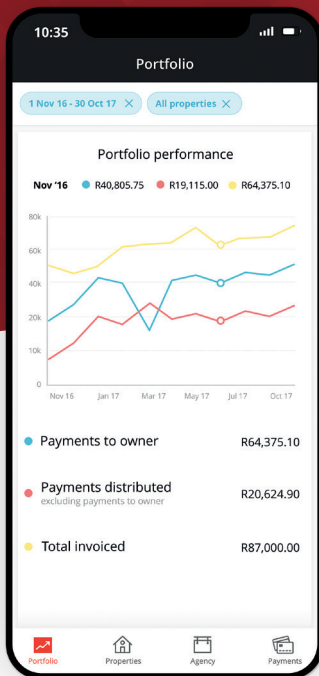 10:35
Portfolio
1 Nov 16 - 30 Oct 17 ×
All properties ×
Portfolio performance
Nov '16 R40,805.75 R19,115.00 R64,375.10
80k
60k
40k
20k
10k
0
Nov 16 Jan 17 Mar 17 May 17 Jul 17 Oct 17
Payments to owner R64,375.10
Payments distributed R20,624.90
excluding payments to owner
Total invoiced R87,000.00
Portfolio Properties Agency Payments